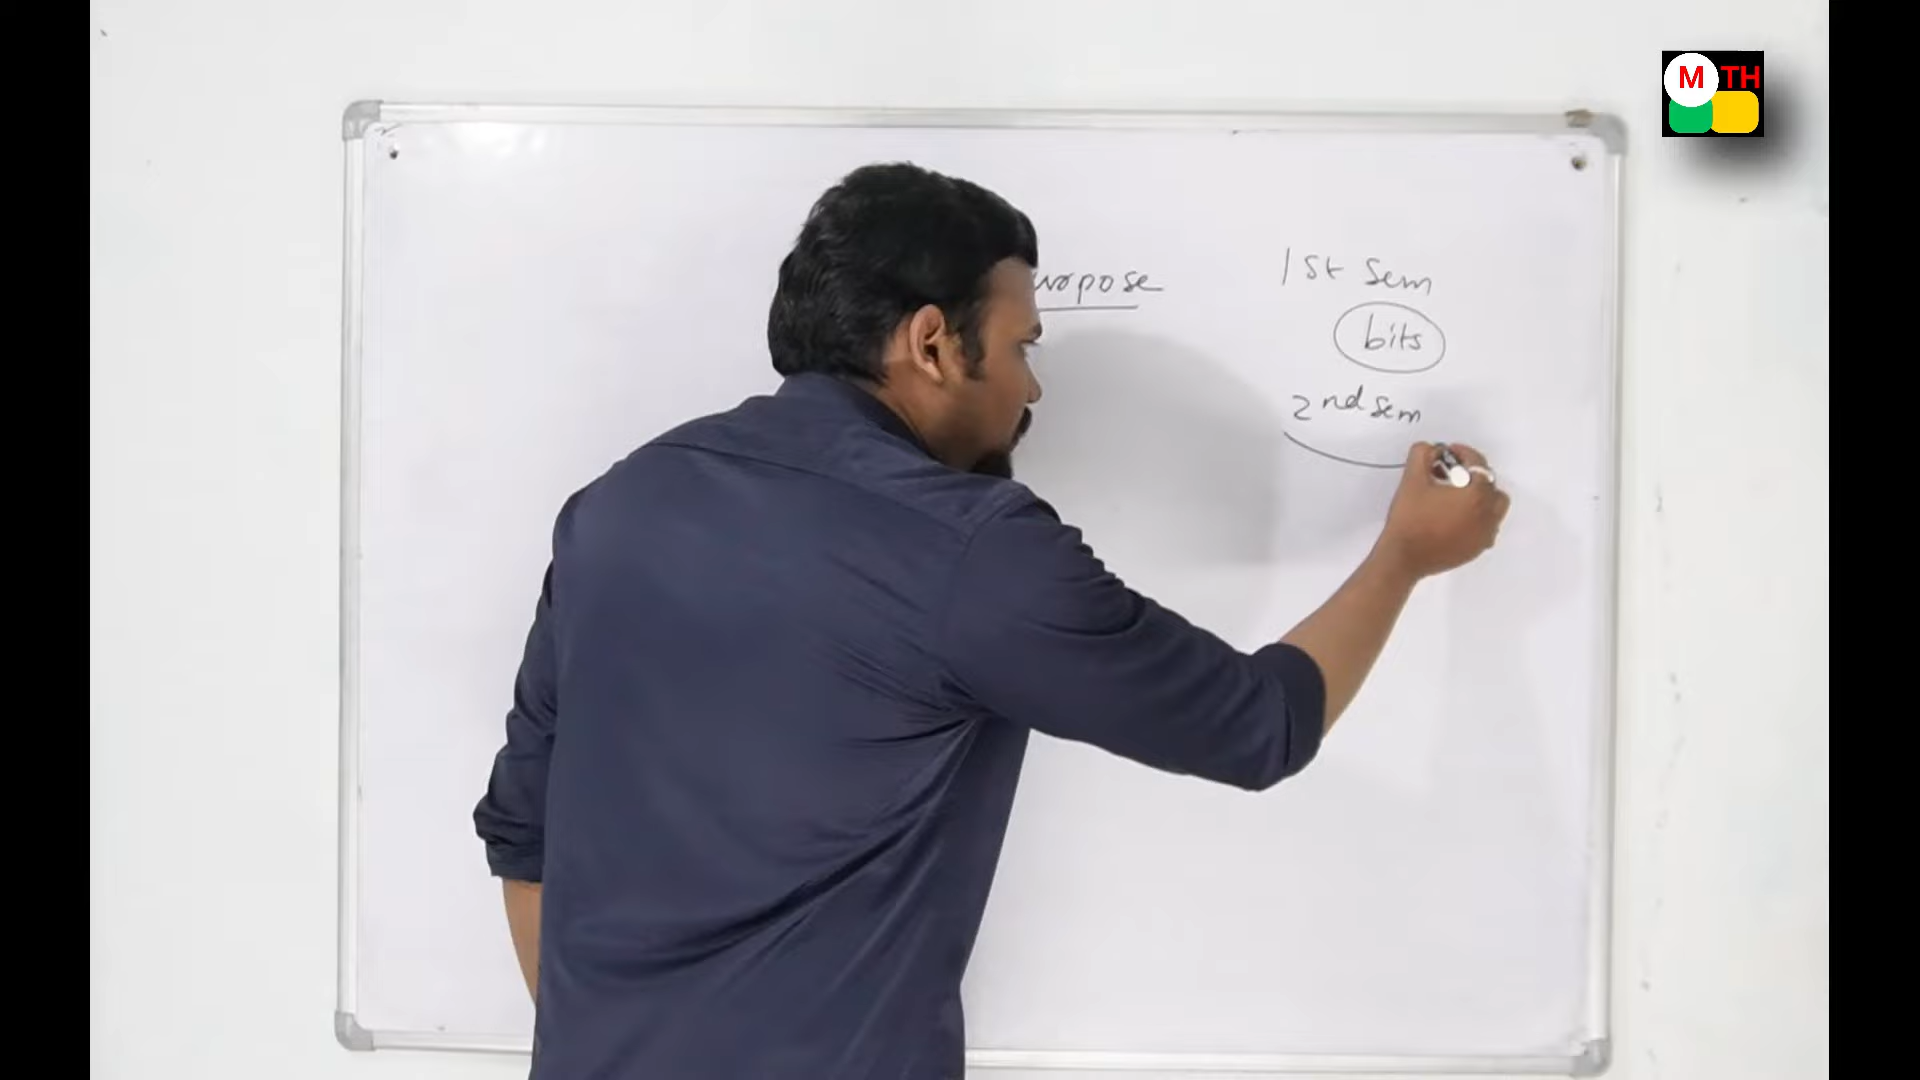 M TH
urpose
1st sem
bits
2nd sem